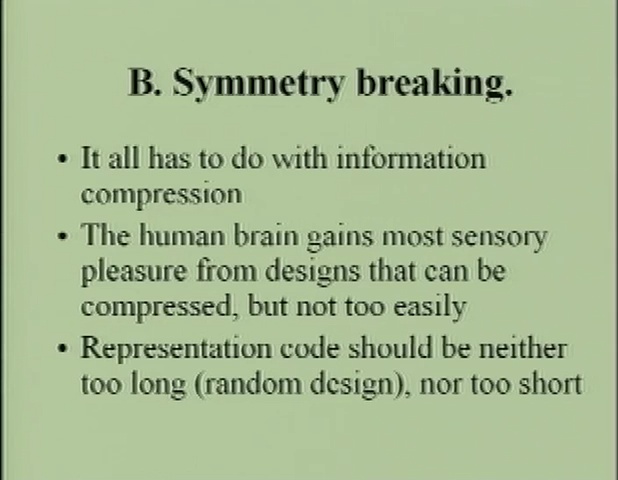 B. Symmetry breaking.
• It all has to do with information
compression
• The human brain gains most sensory
pleasure from designs that can be
compressed, but not too easily
• Representation code should be neither
too long (random design), nor too short